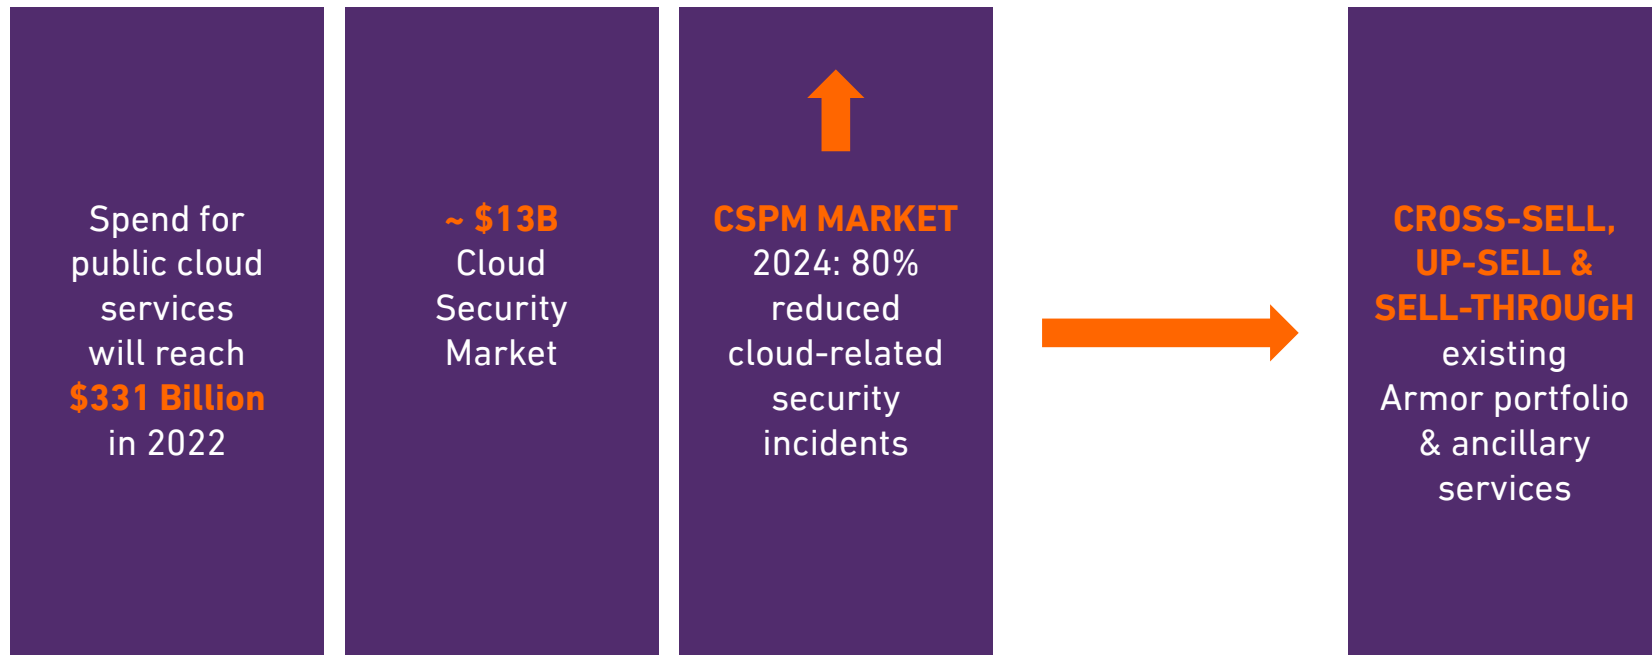 Spend for
public cloud
services
will reach
$331 Billion
in 2022
~ $13B
Cloud
Security
Market
CSPM MARKET
2024: 80%
reduced
cloud-related
security
incidents
CROSS-SELL,
UP-SELL &
SELL-THROUGH
existing
Armor portfolio
& ancillary
services